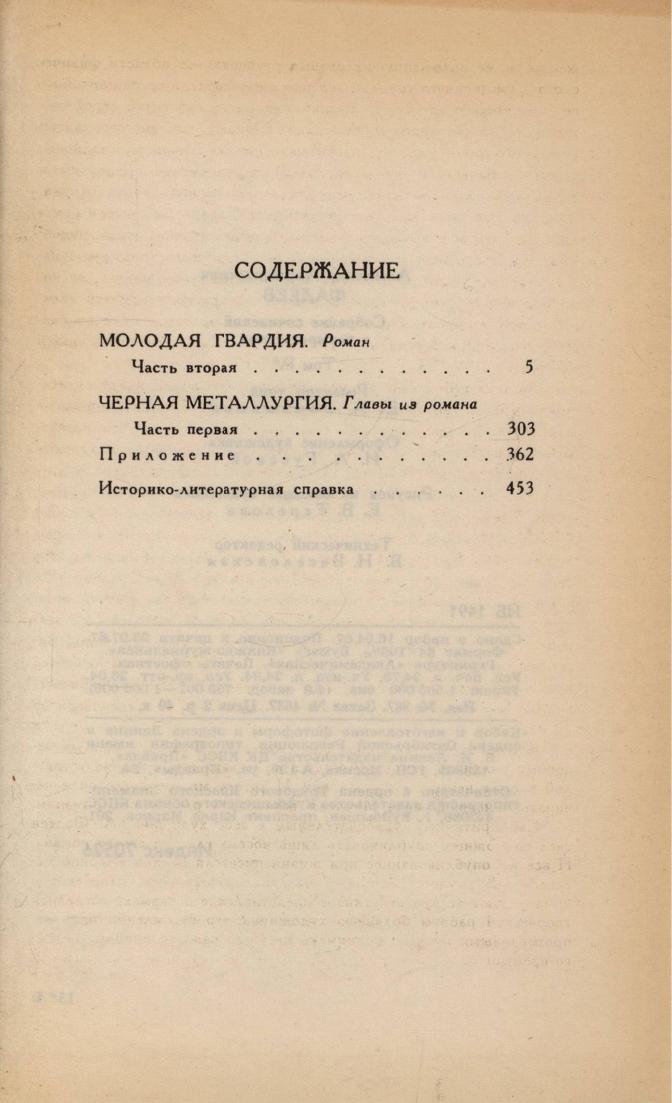 СОДЕРЖАНИЕ
МОЛОДАЯ ГВАРДИЯ. Роман
Часть вторая . . . . . . . . . . . . 5
ЧЕРНАЯ МЕТАЛЛУРГИЯ. Главы из романа
Часть первая . . . . . . . . . . . . 303
Приложение . . . . . . . . . . . 362
Историко-литературная справка . . . . . . 453